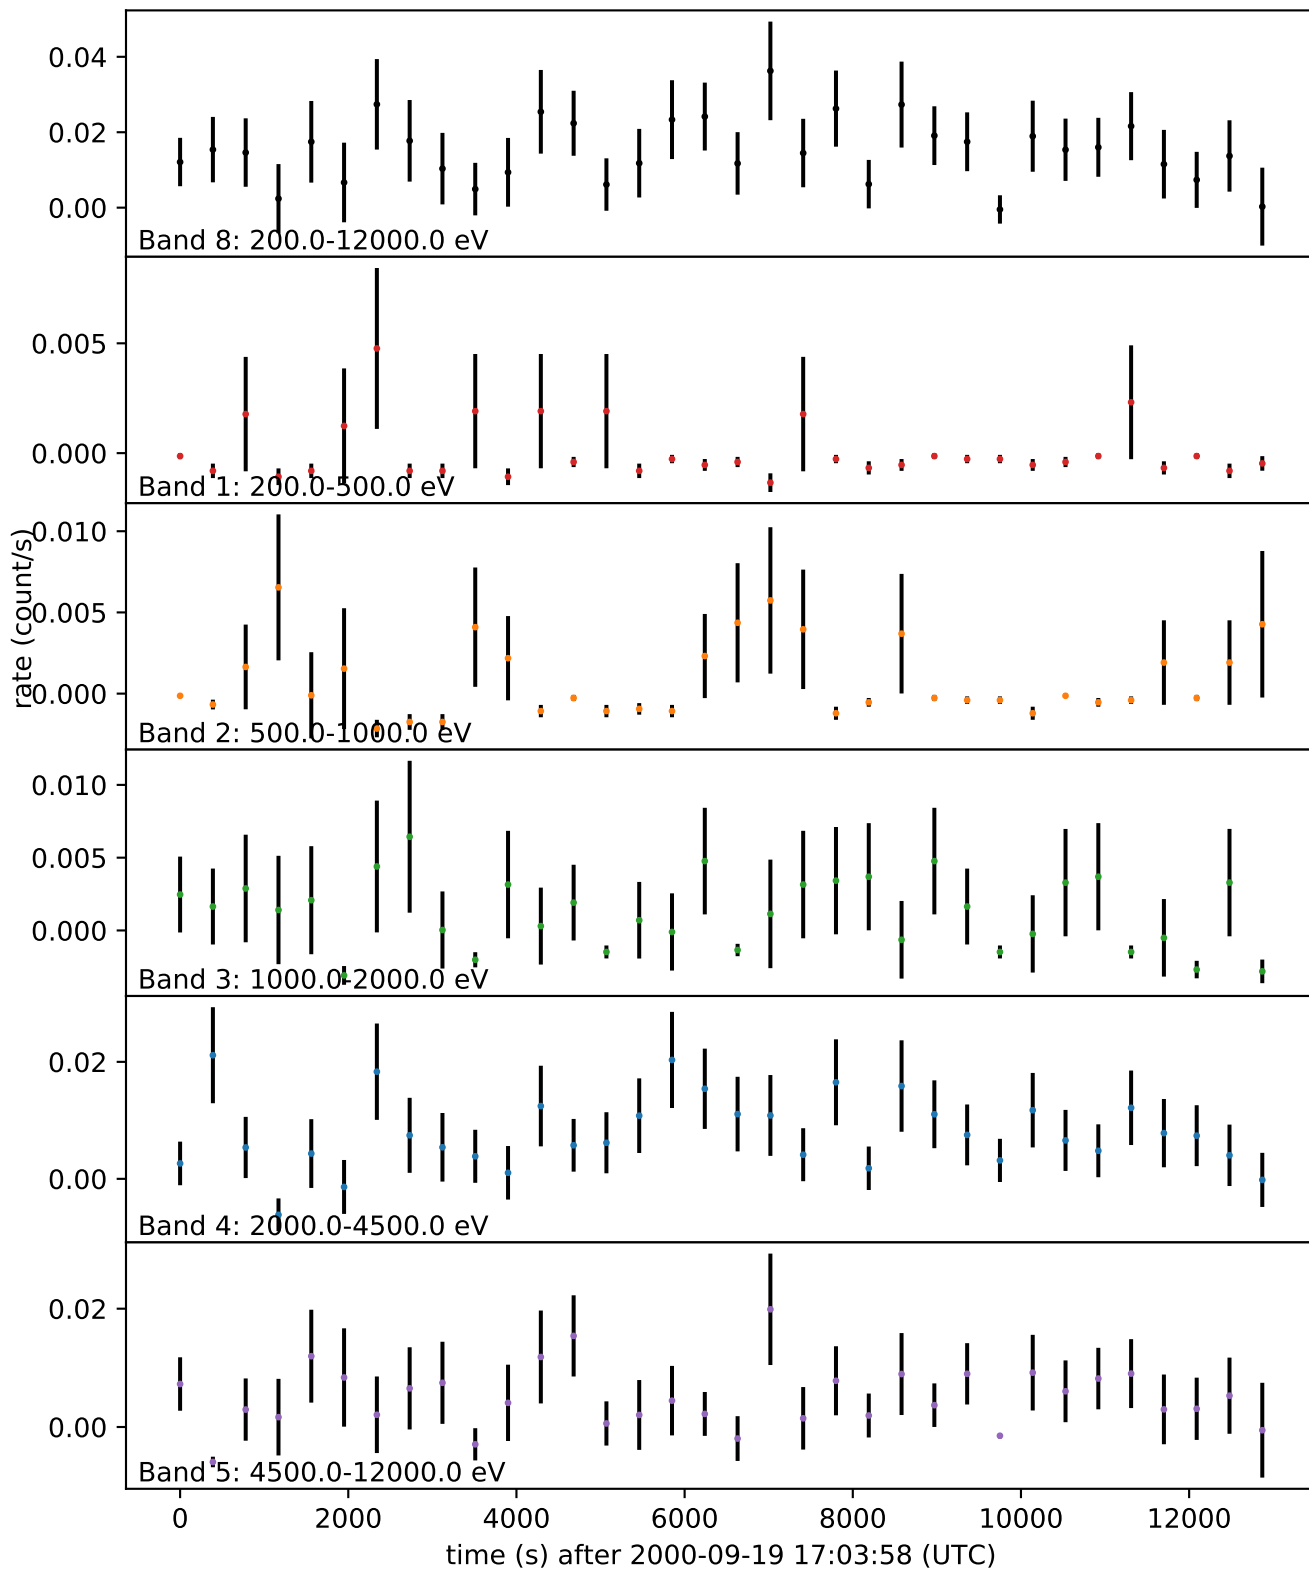 0.04
0.02
0.00
Band 8: 200.0-12000.0 eV
0.005
0.000
Band 1: 200.0-500.0 eV
rate (count/s)
0.010
0.005
0.000
Band 2: 500.0-1000.0 eV
0.010
0.005
0.000
Band 3: 1000.0-2000.0 eV
0.02
0.00
Band 4: 2000.0-4500.0 eV
0.02
0.00
Band 5: 4500.0-12000.0 eV
0 2000 4000 6000 8000 10000 12000
time (s) after 2000-09-19 17:03:58 (UTC)